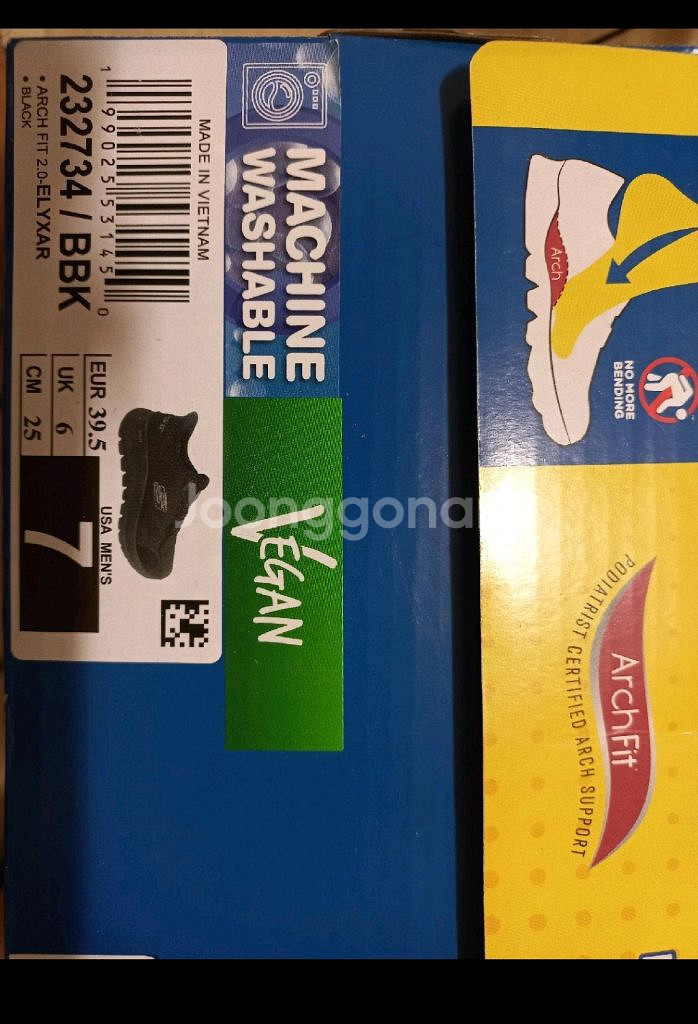 MADE IN VIETNAM
1 99025 53145 0
232734 / BBK
• ARCH FIT 2.0-ELYXAR
• BLACK
EUR 39.5
UK 6
CM 25
USA MEN'S
7
MACHINE
WASHABLE
VEGAN
Arch
NO MORE
BENDING
ArchFit
PODIATRIST CERTIFIED ARCH SUPPORT